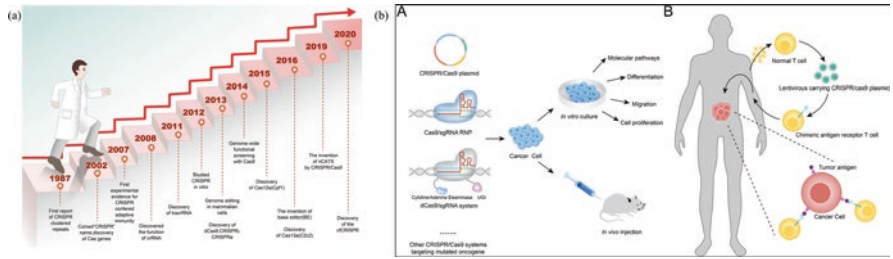 (a)
1987
2002
2007
2008
2011
2012
2013
2014
2015
2016
2019
2020
First report of
CRISPR
clustered
repeats
Coined"CRISPR"
name,discovery
of Cas genes
First
experimental
evidence for
CRISPR
confered
adaptive
immunity
Discovered
the function
of crRNA
Discovery
of tracrRNA
Studied
CRISPR
in vitro
Genome editing in
mammalian
cells
Discovery of
dCas9,CRISPRi,
CRISPRa
Genome-wide
functional
screening with
Cas9
Discovery of
Cas12a(Cpf1)
The invention of
base editor(BE)
Discovery of
Cas13a(C2c2)
The invention
of nCATS
by CRISPR/Cas9
Discovery
of the
vfCRISPR
(b)
A
CRISPR/Cas9 plasmid
Cas9/sgRNA RNP
Cytidine/Adenine Deaminase
UGI
dCas9/sgRNA system
Other CRISPR/Cas9 systems
targeting mutated oncogene
Cancer Cell
In vitro culture
Molecular pathways
Differentiation
Migration
Cell proliferation
In vivo injection
B
Normal T cell
Lentivirous carrying CRISPR/cas9 plasmid
Chimeric antigen receptor T cell
Tumor antigen
Cancer Cell